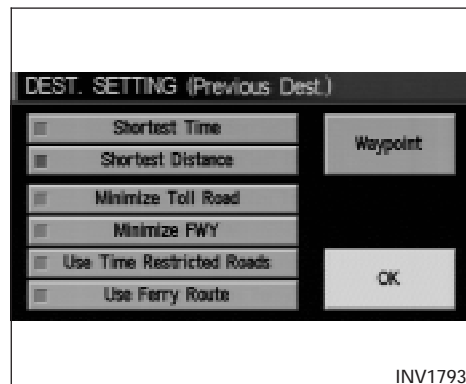 DEST. SETTING (Previous Dest.)
Shortest Time
Shortest Distance
Waypoint
Minimize Toll Road
Minimize FWY
Use Time Restricted Roads
Use Ferry Route
OK
INV1793